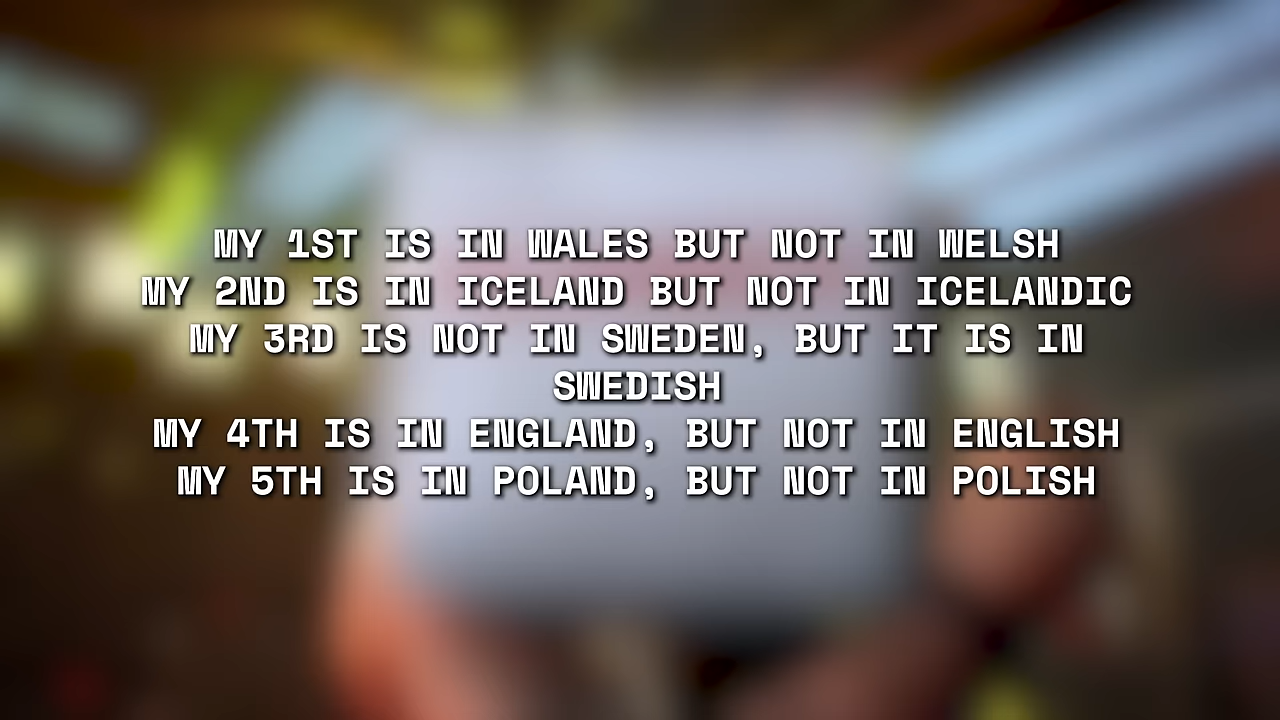 MY 1ST IS IN WALES BUT NOT IN WELSH
MY 2ND IS IN ICELAND BUT NOT IN ICELANDIC
MY 3RD IS NOT IN SWEDEN, BUT IT IS IN
SWEDISH
MY 4TH IS IN ENGLAND, BUT NOT IN ENGLISH
MY 5TH IS IN POLAND, BUT NOT IN POLISH